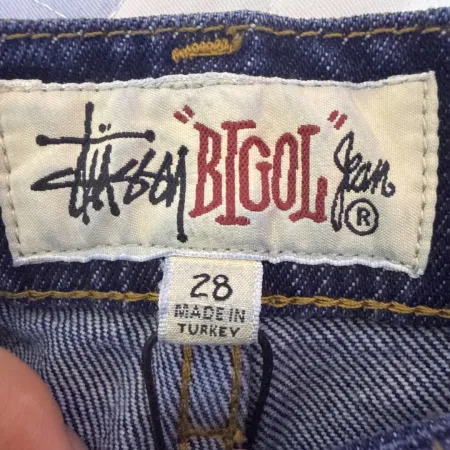 Stüssy "BIGOL" Jean ®
28
MADE IN
TURKEY